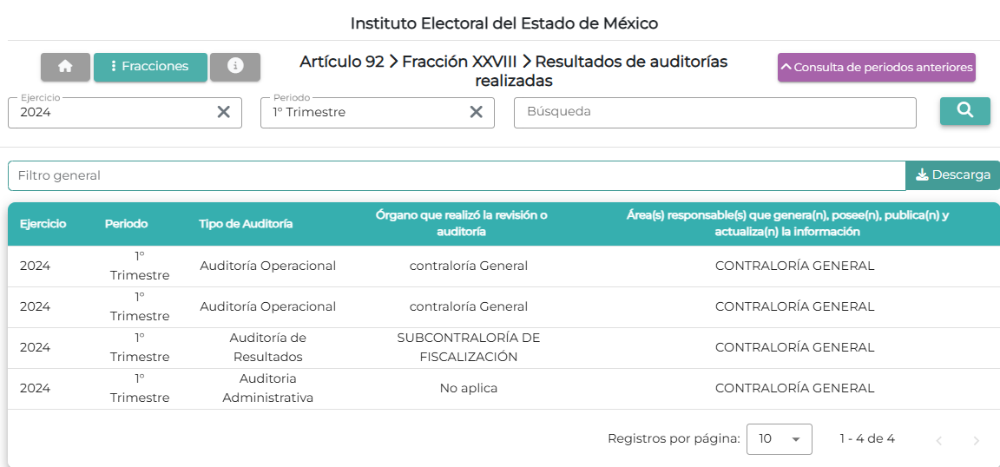 Instituto Electoral del Estado de México
Fracciones
Artículo 92 > Fracción XXVIII > Resultados de auditorías
realizadas
Consulta de periodos anteriores
Ejercicio
2024
Periodo
1° Trimestre
Búsqueda
Filtro general
Descarga
Ejercicio
Periodo
Tipo de Auditoría
Órgano que realizó la revisión o
auditoría
Área(s) responsable(s) que genera(n), posee(n), publica(n) y
actualiza(n) la información
2024
1°
Trimestre
Auditoría Operacional
contraloría General
CONTRALORÍA GENERAL
2024
1°
Trimestre
Auditoría Operacional
contraloría General
CONTRALORÍA GENERAL
2024
1°
Trimestre
Auditoría de
Resultados
SUBCONTRALORÍA DE
FISCALIZACIÓN
CONTRALORÍA GENERAL
2024
1°
Trimestre
Auditoria
Administrativa
No aplica
CONTRALORÍA GENERAL
Registros por página: 10 1 - 4 de 4